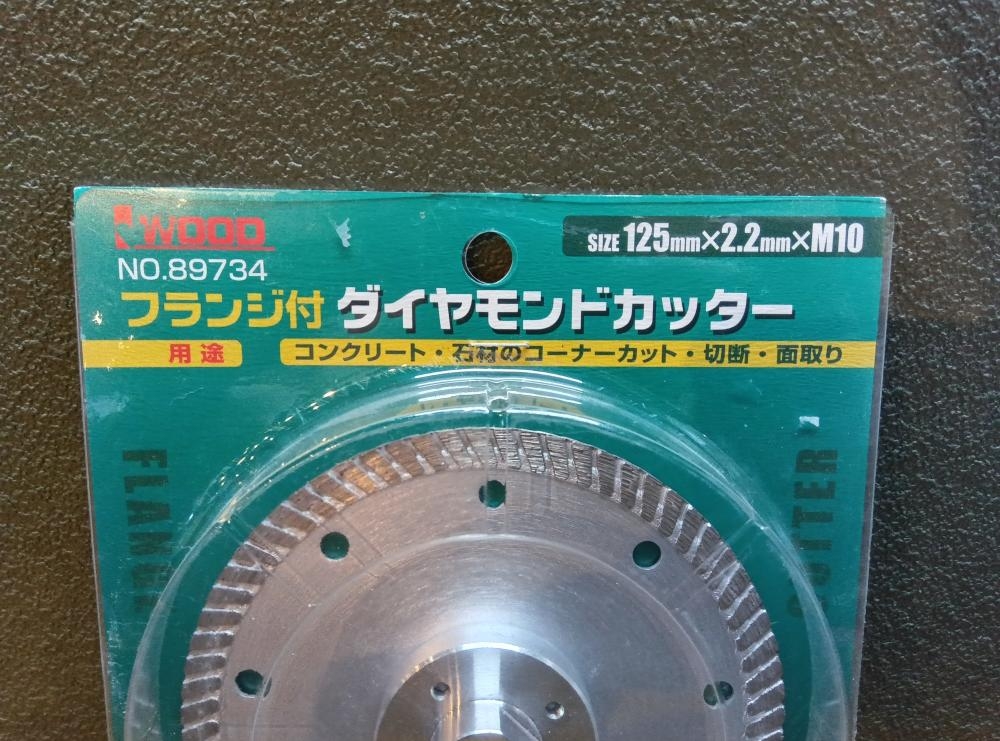 WOOD
SIZE 125mm×2.2mm×M10
NO.89734
フランジ付 ダイヤモンドカッター
用途 コンクリート・石材のコーナーカット・切断・面取り
FLANGE
CUTTER